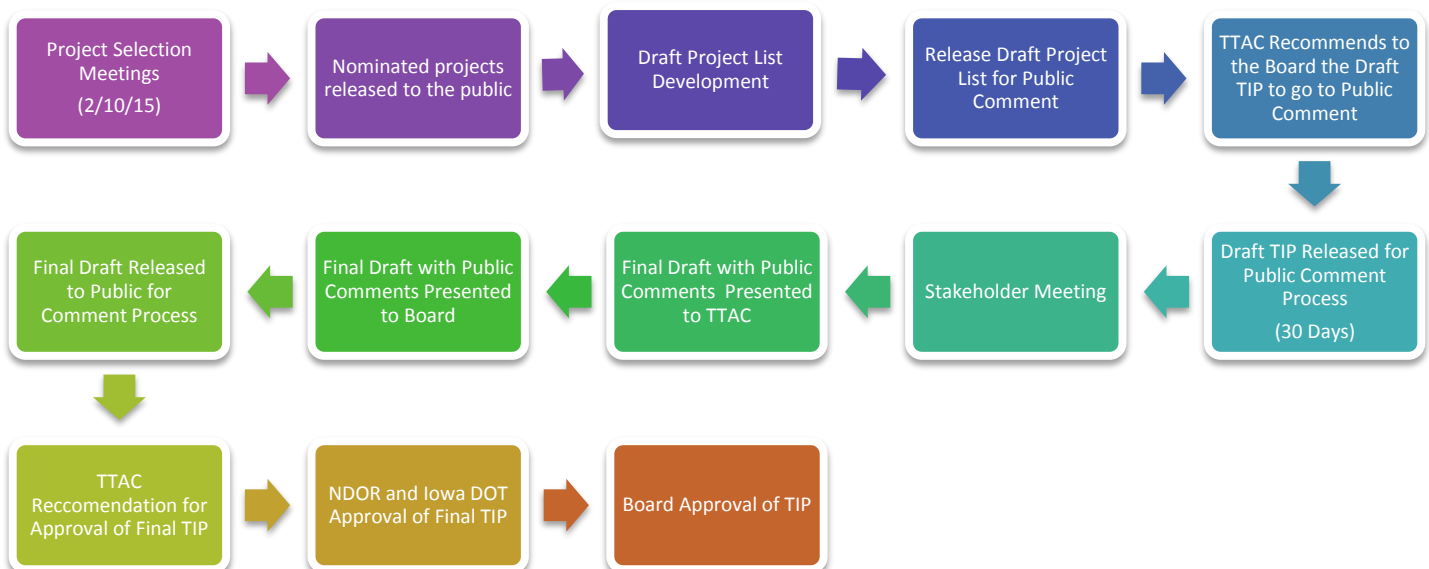 Project Selection
Meetings
(2/10/15)
Nominated projects
released to the public
Draft Project List
Development
Release Draft Project
List for Public
Comment
TTAC Recommends to
the Board the Draft
TIP to go to Public
Comment
Draft TIP Released for
Public Comment
Process
(30 Days)
Stakeholder Meeting
Final Draft with Public
Comments Presented
to TTAC
Final Draft with Public
Comments Presented
to Board
Final Draft Released
to Public for
Comment Process
TTAC
Reccomendation for
Approval of Final TIP
NDOR and Iowa DOT
Approval of Final TIP
Board Approval of TIP